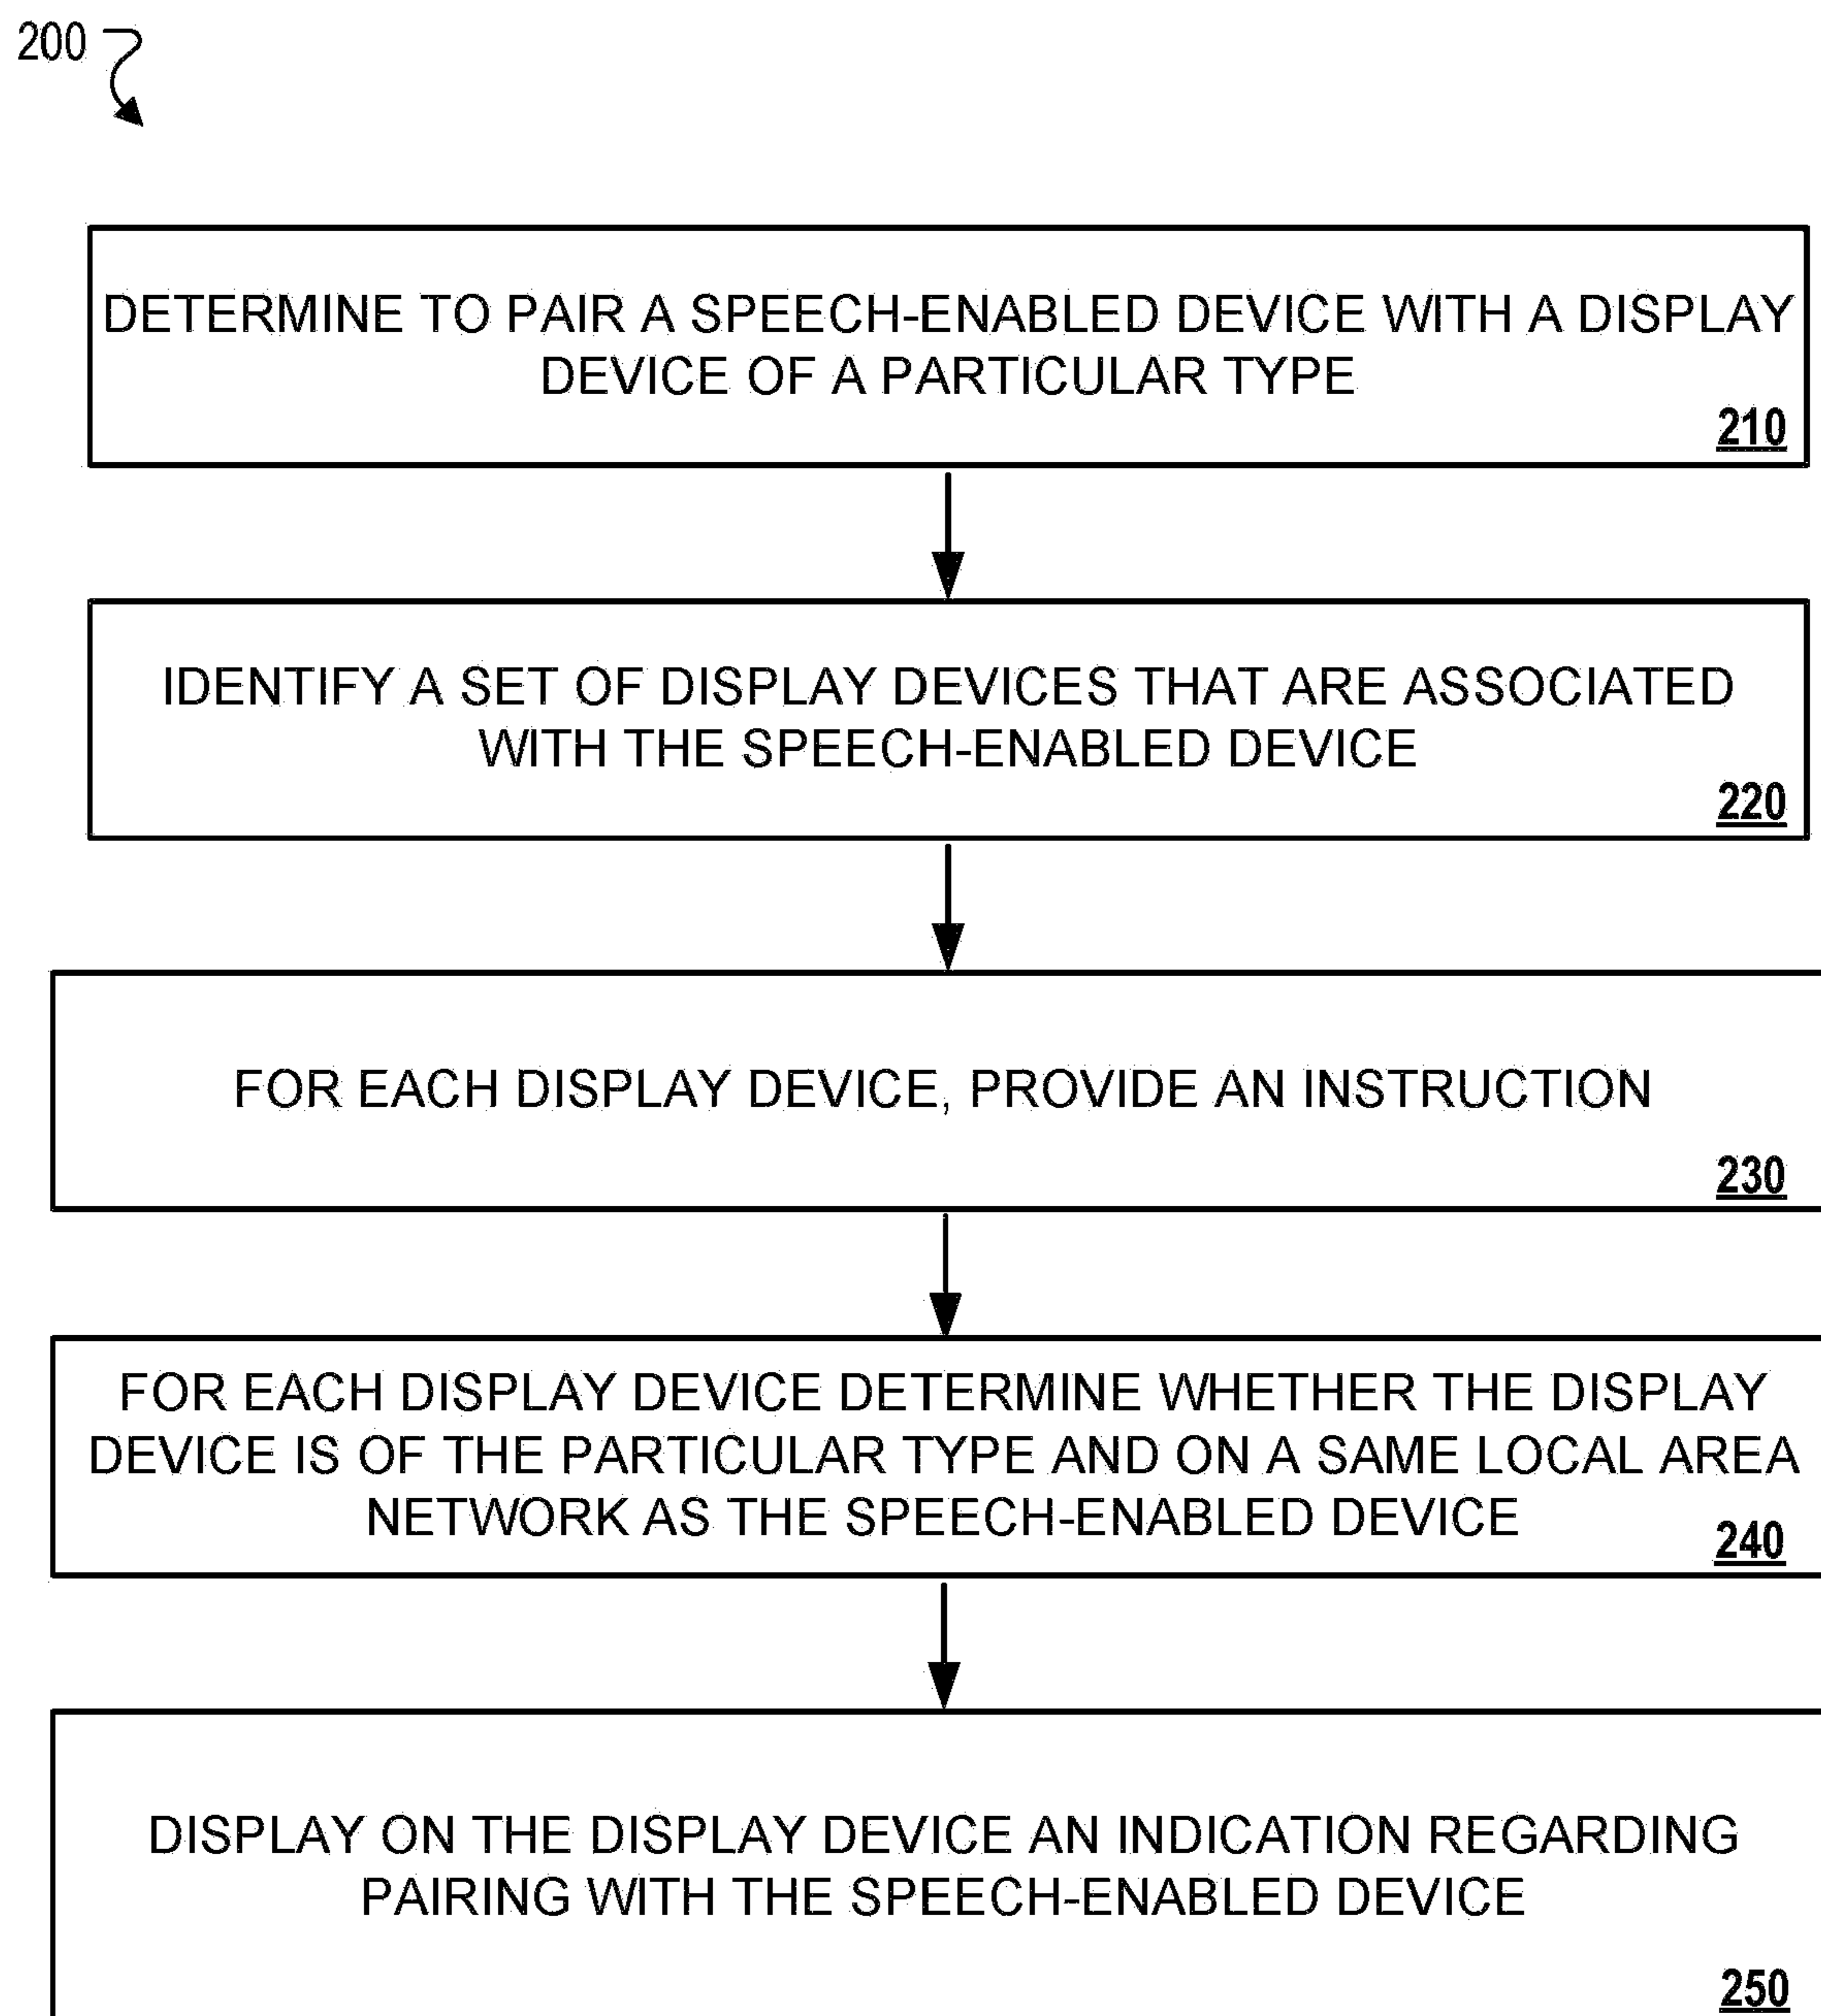 200
DETERMINE TO PAIR A SPEECH-ENABLED DEVICE WITH A DISPLAY
DEVICE OF A PARTICULAR TYPE
210
IDENTIFY A SET OF DISPLAY DEVICES THAT ARE ASSOCIATED
WITH THE SPEECH-ENABLED DEVICE
220
FOR EACH DISPLAY DEVICE, PROVIDE AN INSTRUCTION
230
FOR EACH DISPLAY DEVICE DETERMINE WHETHER THE DISPLAY
DEVICE IS OF THE PARTICULAR TYPE AND ON A SAME LOCAL AREA
NETWORK AS THE SPEECH-ENABLED DEVICE
240
DISPLAY ON THE DISPLAY DEVICE AN INDICATION REGARDING
PAIRING WITH THE SPEECH-ENABLED DEVICE
250